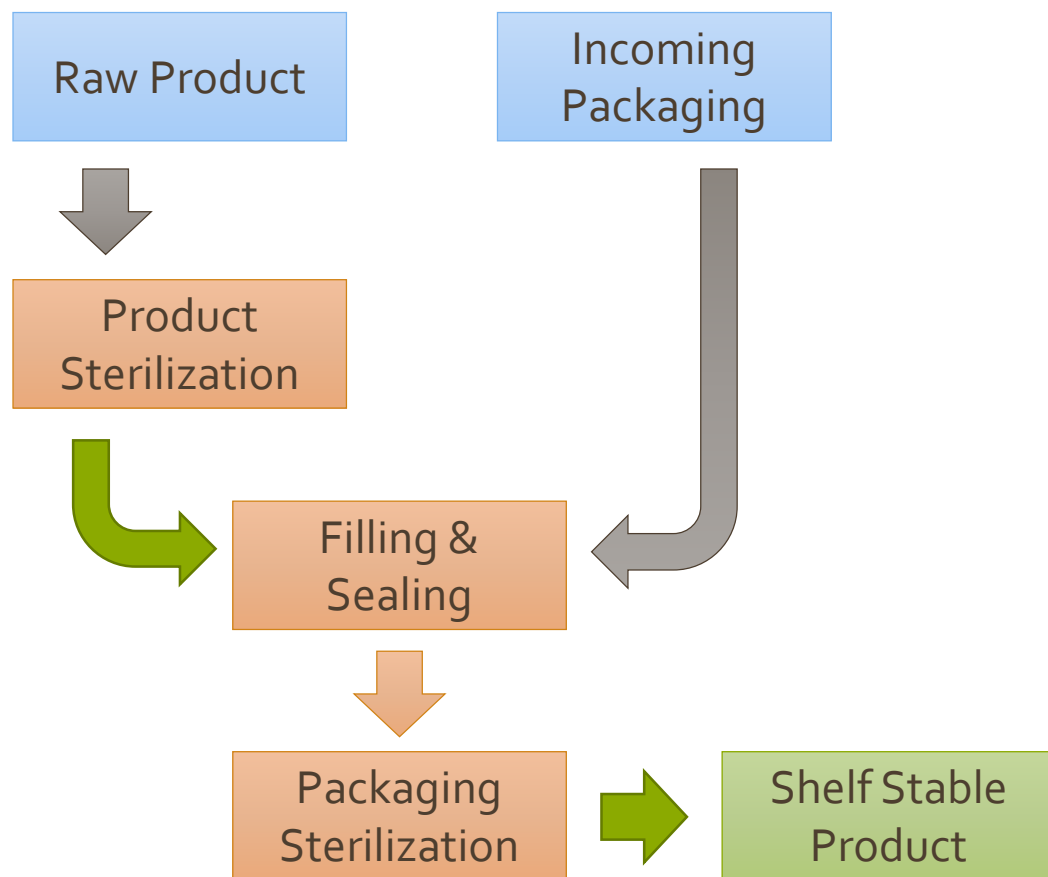 Raw Product
Incoming
Packaging
Product
Sterilization
Filling &
Sealing
Packaging
Sterilization
Shelf Stable
Product